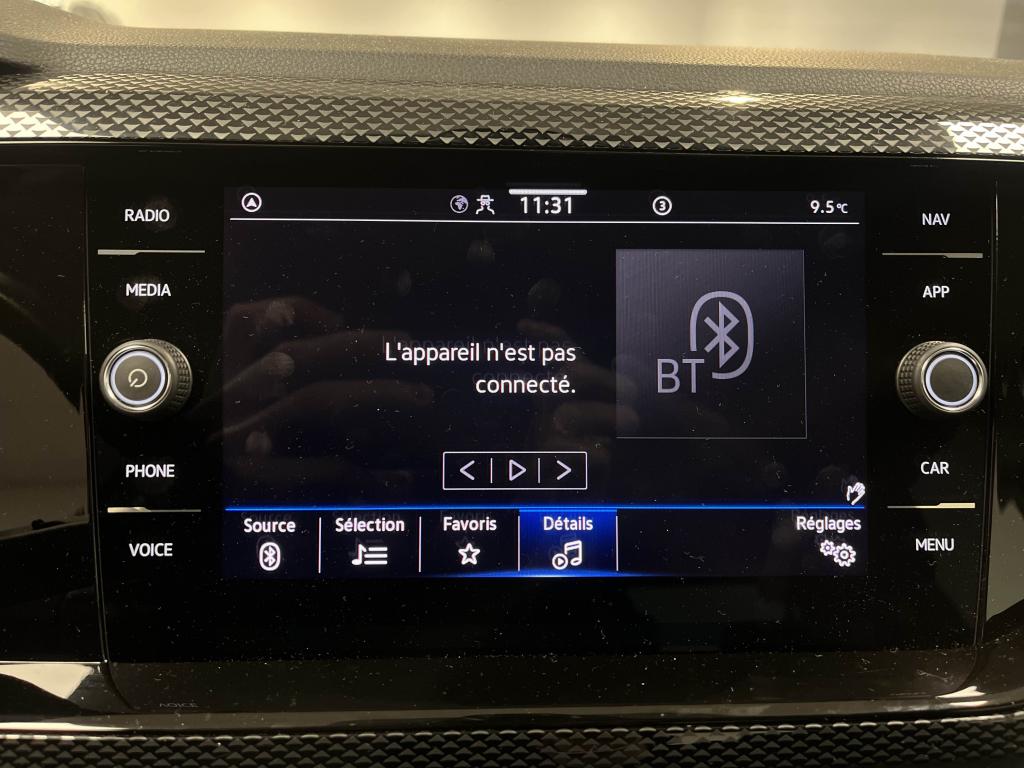 RADIO
MEDIA
PHONE
VOICE
11:31
3
9.5°C
L'appareil n'est pas
connecté.
BT
Source
Sélection
Favoris
Détails
Réglages
NAV
APP
CAR
MENU
VOICE